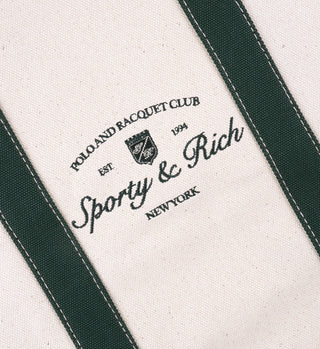 POLO AND RACQUET CLUB
EST. 1994
Sporty & Rich
NEW YORK